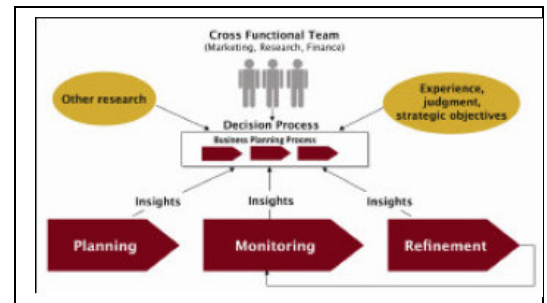 Cross Functional Team
(Marketing, Research, Finance)
Other research
Experience,
judgment,
strategic objectives
Decision Process
Business Planning Process
Insights
Insights
Insights
Planning
Monitoring
Refinement